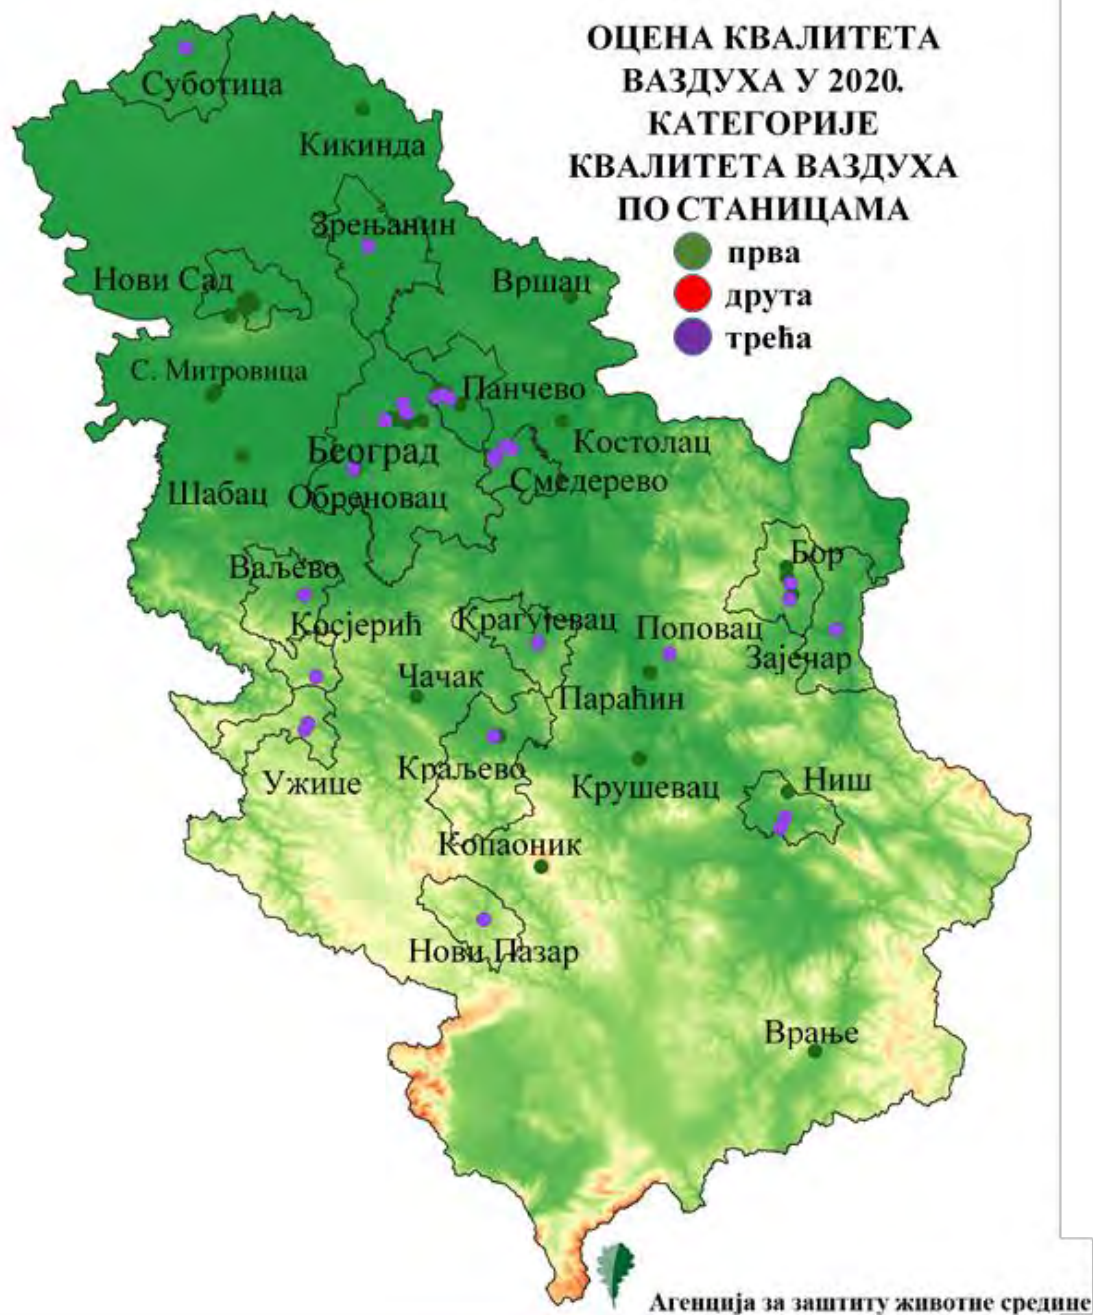 ОЦЕНА КВАЛИТЕТА
ВАЗДУХА У 2020.
КАТЕГОРИЈЕ
КВАЛИТЕТА ВАЗДУХА
ПО СТАНИЦАМА
прва
друта
трећа
Суботица
Кикинда
Зрењанин
Нови Сад
Вршац
С. Митровица
Панчево
Београд
Костолац
Смедерево
Шабац
Обреновац
Бор
Ваљево
Косјерић
Крагујевац
Поповац
Зајечар
Чачак
Параћин
Ужице
Краљево
Крушевац
Ниш
Копаоник
Нови Пазар
Врање
Агенција за заштиту животне средине